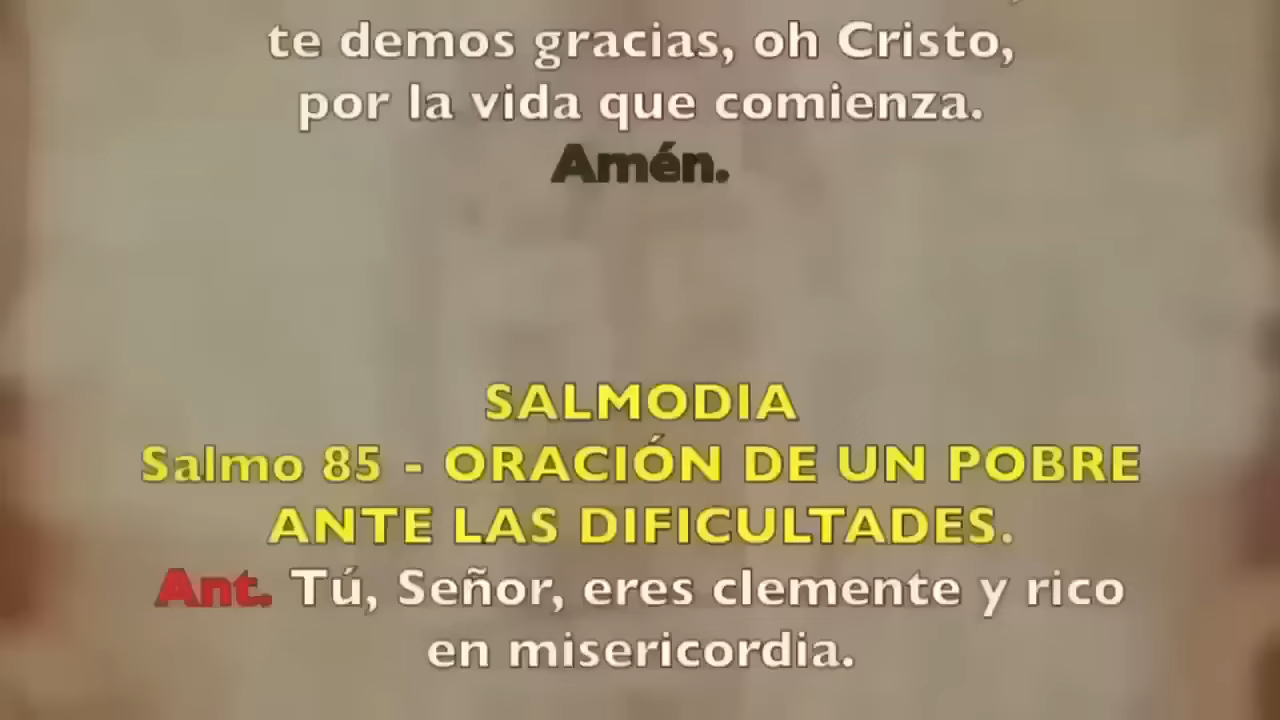 te demos gracias, oh Cristo,
por la vida que comienza.
Amén.
SALMODIA
Salmo 85 - ORACIÓN DE UN POBRE
ANTE LAS DIFICULTADES.
Ant. Tú, Señor, eres clemente y rico
en misericordia.